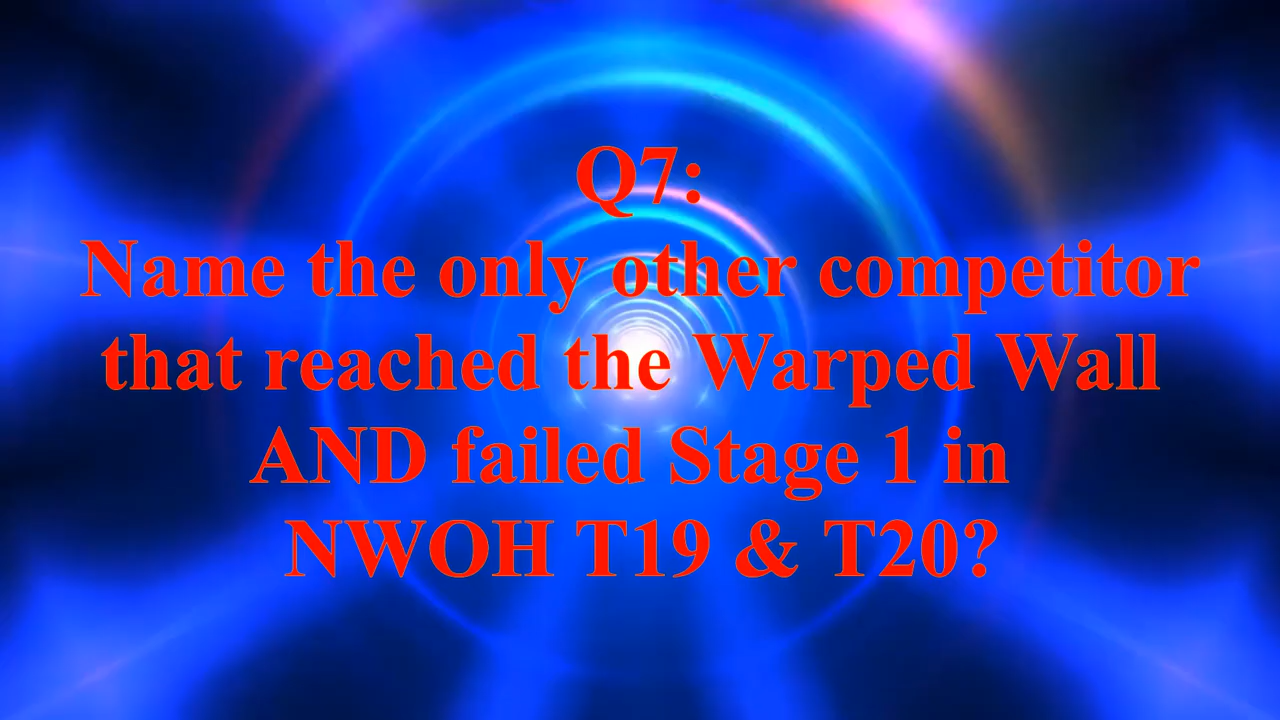 Q7:
Name the only other competitor
that reached the Warped Wall
AND failed Stage 1 in
NWOH T19 & T20?